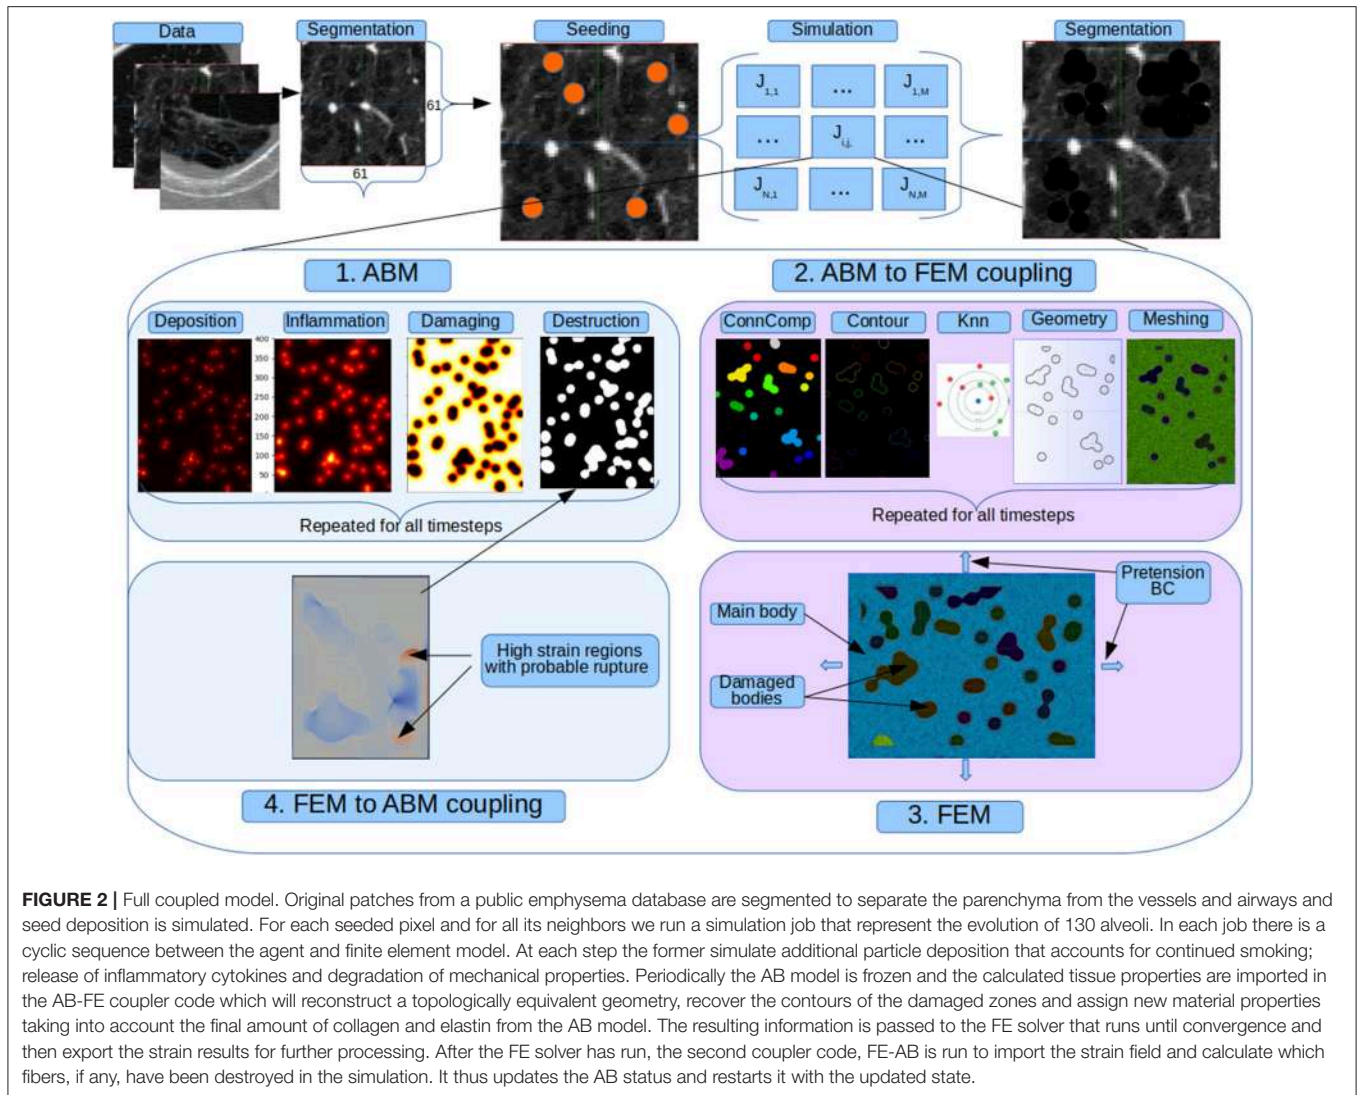 Data
Segmentation
Seeding
Simulation
Segmentation
61
61
J1,1
...
J1,M
...
Ji,j,
...
JN,1
...
JN,M
1. ABM
2. ABM to FEM coupling
Deposition
Inflammation
Damaging
Destruction
400
350
300
250
200
150
100
50
ConnComp
Contour
Knn
Geometry
Meshing
Repeated for all timesteps
Repeated for all timesteps
High strain regions
with probable rupture
Main body
Damaged
bodies
Pretension
BC
4. FEM to ABM coupling
3. FEM
FIGURE 2 | Full coupled model. Original patches from a public emphysema database are segmented to separate the parenchyma from the vessels and airways and
seed deposition is simulated. For each seeded pixel and for all its neighbors we run a simulation job that represent the evolution of 130 alveoli. In each job there is a
cyclic sequence between the agent and finite element model. At each step the former simulate additional particle deposition that accounts for continued smoking;
release of inflammatory cytokines and degradation of mechanical properties. Periodically the AB model is frozen and the calculated tissue properties are imported in
the AB-FE coupler code which will reconstruct a topologically equivalent geometry, recover the contours of the damaged zones and assign new material properties
taking into account the final amount of collagen and elastin from the AB model. The resulting information is passed to the FE solver that runs until convergence and
then export the strain results for further processing. After the FE solver has run, the second coupler code, FE-AB is run to import the strain field and calculate which
fibers, if any, have been destroyed in the simulation. It thus updates the AB status and restarts it with the updated state.